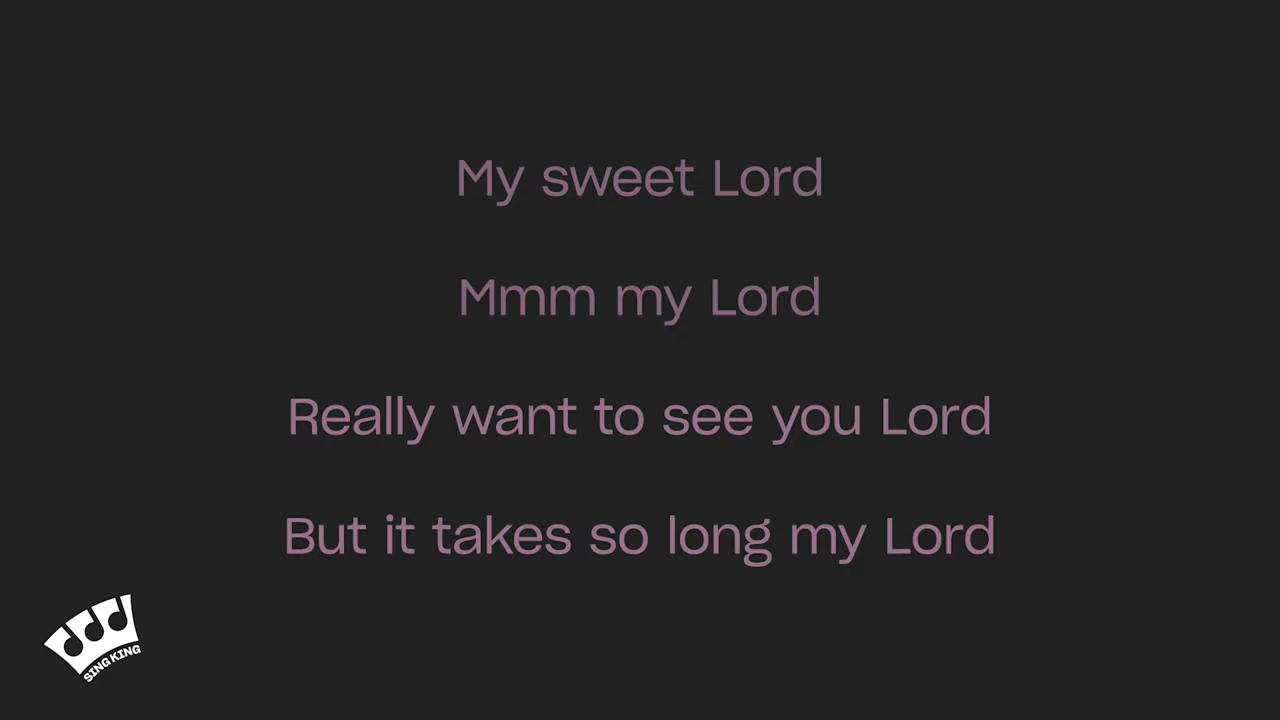 My sweet Lord
Mmm my Lord
Really want to see you Lord
But it takes so long my Lord
SING KING